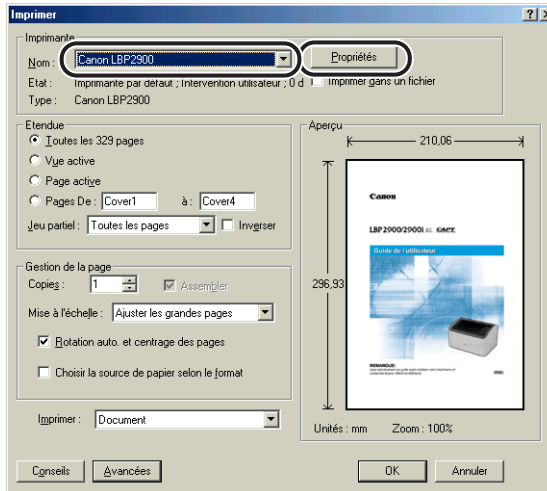 Imprimer
Imprimante
Nom : Canon LBP2900 Propriétés
Etat : Imprimante par défaut ; Intervention utilisateur ; 0 d Imprimer dans un fichier
Type : Canon LBP2900
Etendue
Toutes les 329 pages
Vue active
Page active
Pages De : Cover1 à : Cover4
Jeu partiel : Toutes les pages Inverser
Gestion de la page
Copies : 1 Assembler
Mise à l'échelle : Ajuster les grandes pages
Rotation auto. et centrage des pages
Choisir la source de papier selon le format
Imprimer : Document
Aperçu
210,06
296,93
Canon
LBP2900/2900i CAPT
Guide de l'utilisateur
REMARQUE:
Unités : mm Zoom : 100%
Conseils Avancées OK Annuler